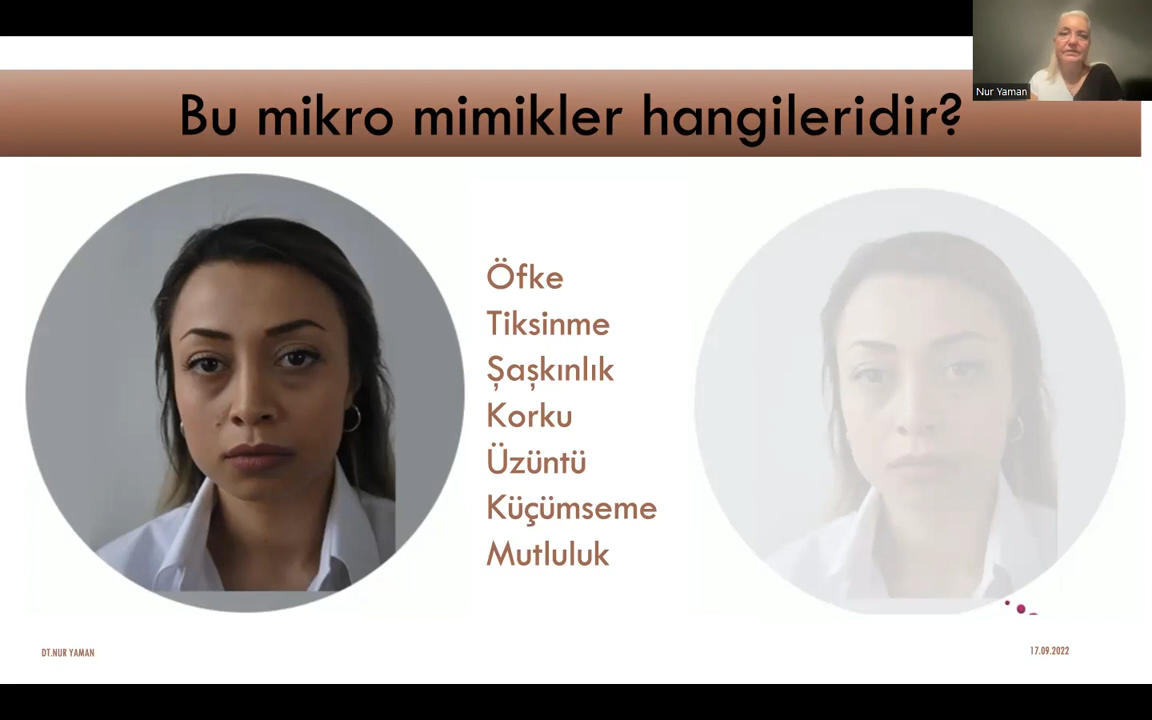 Bu mikro mimikler hangileridir?
Nur Yaman
Öfke
Tiksinme
Şaşkınlık
Korku
Üzüntü
Küçümseme
Mutluluk
DT.NUR YAMAN
17.09.2022